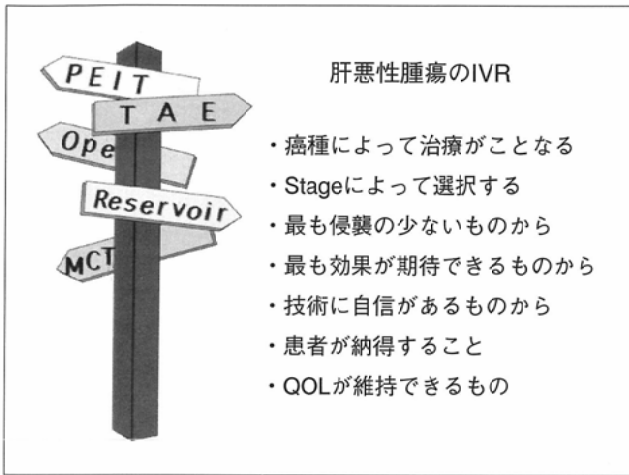 PEIT
TAE
Ope
Reservoir
MCT
肝悪性腫瘍のIVR
・癌種によって治療がことなる
・Stageによって選択する
・最も侵襲の少ないものから
・最も効果が期待できるものから
・技術に自信があるものから
・患者が納得すること
・QOLが維持できるもの